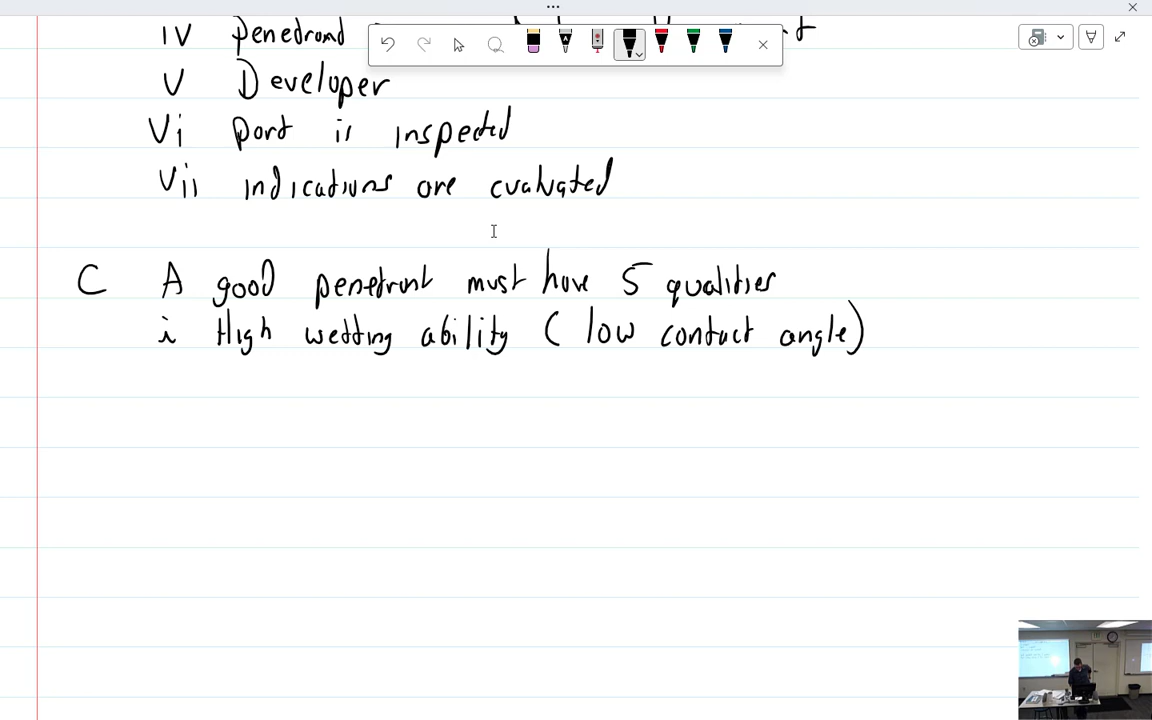 iv penedrand
v Developer
Vi part is inspected
Vii indications are evaluated
C A good penetrant must have 5 qualities
i High wetting ability ( low contact angle)